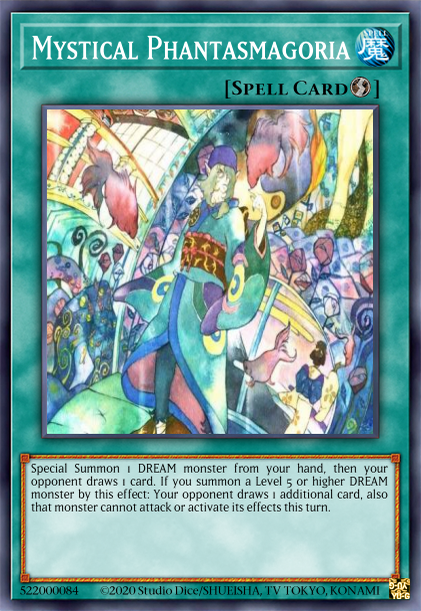 Mystical Phantasmagoria
SPELL
魔
[Spell Card]
Special Summon 1 DREAM monster from your hand, then your
opponent draws 1 card. If you summon a Level 5 or higher DREAM
monster by this effect: Your opponent draws 1 additional card, also
that monster cannot attack or activate its effects this turn.
522000084 ©2020 Studio Dice/SHUEISHA, TV TOKYO, KONAMI